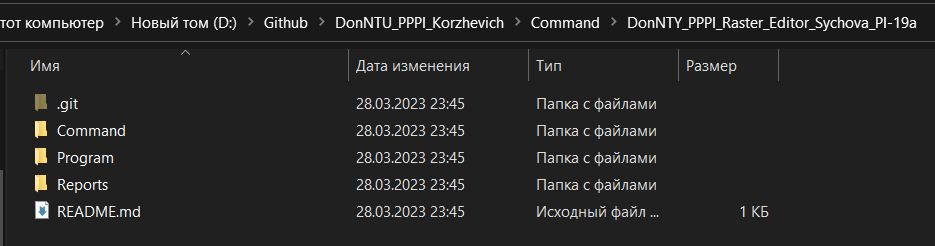 тот компьютер › Новый том (D:) › Github › DonNTU_PPPI_Korzhevich › Command › DonNTY_PPPI_Raster_Editor_Sychova_PI-19a
Имя Дата изменения Тип Размер
.git 28.03.2023 23:45 Папка с файлами
Command 28.03.2023 23:45 Папка с файлами
Program 28.03.2023 23:45 Папка с файлами
Reports 28.03.2023 23:45 Папка с файлами
README.md 28.03.2023 23:45 Исходный файл ... 1 КБ